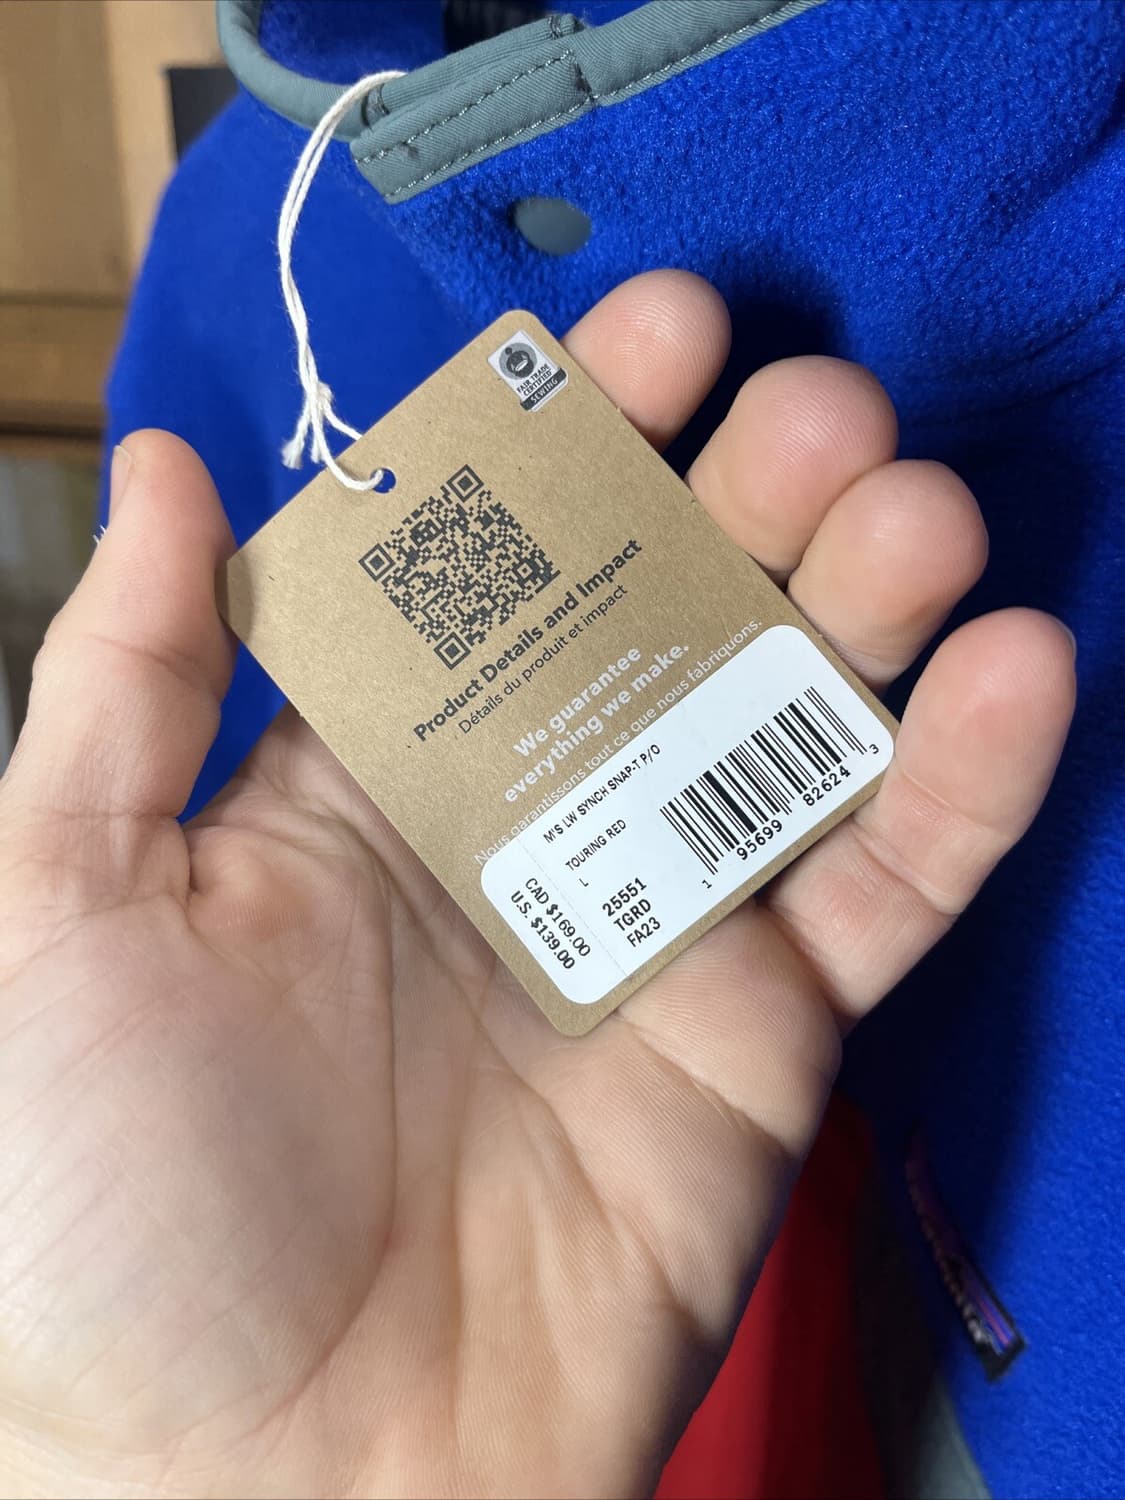 FAIR TRADE
CERTIFIED
SEWING
Product Details and Impact
Détails du produit et impact
We guarantee
everything we make.
Nous garantissons tout ce que nous fabriquons.
M'S LW SYNCH SNAP-T P/O
TOURING RED
L
25551
TGRD
FA23
CAD $169.00
U.S. $139.00
1 95699 82624 3